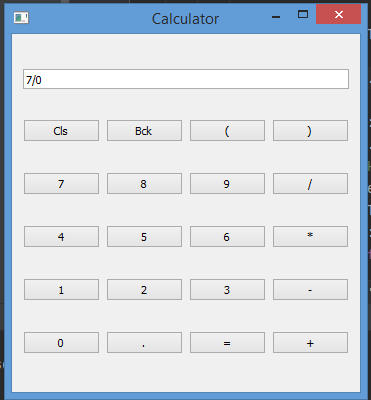 Calculator
7/0
Cls Bck ( )
7 8 9 /
4 5 6 *
1 2 3 -
0 . = +